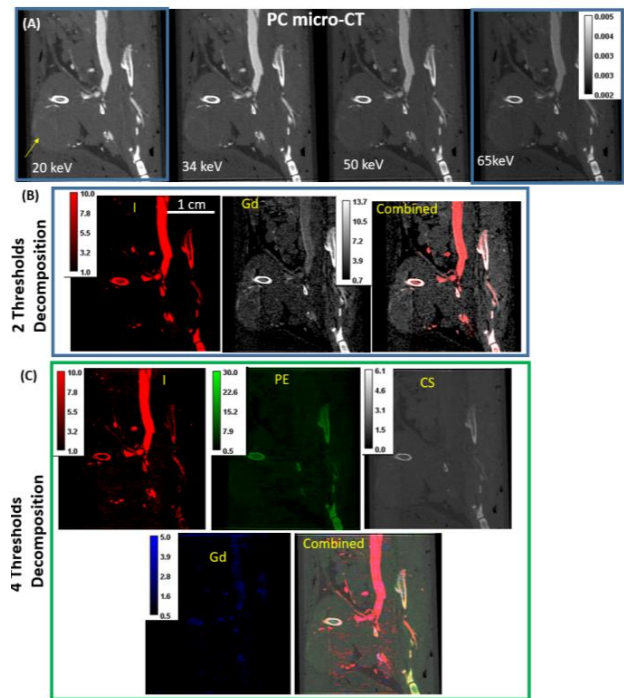 (A)
PC micro-CT
0.005
0.005
0.004
0.003
0.003
0.002
20 keV
34 keV
50 keV
65keV
(B)
2 Thresholds
Decomposition
10.0
7.8
5.5
3.2
1.0
I
1 cm
Gd
13.7
10.5
7.2
3.9
0.7
Combined
(C)
4 Thresholds
Decomposition
10.0
7.8
5.5
3.2
1.0
I
30.0
22.6
15.2
7.9
0.5
PE
6.1
4.6
3.1
1.5
0.0
CS
5.0
3.9
2.8
1.6
0.5
Gd
Combined